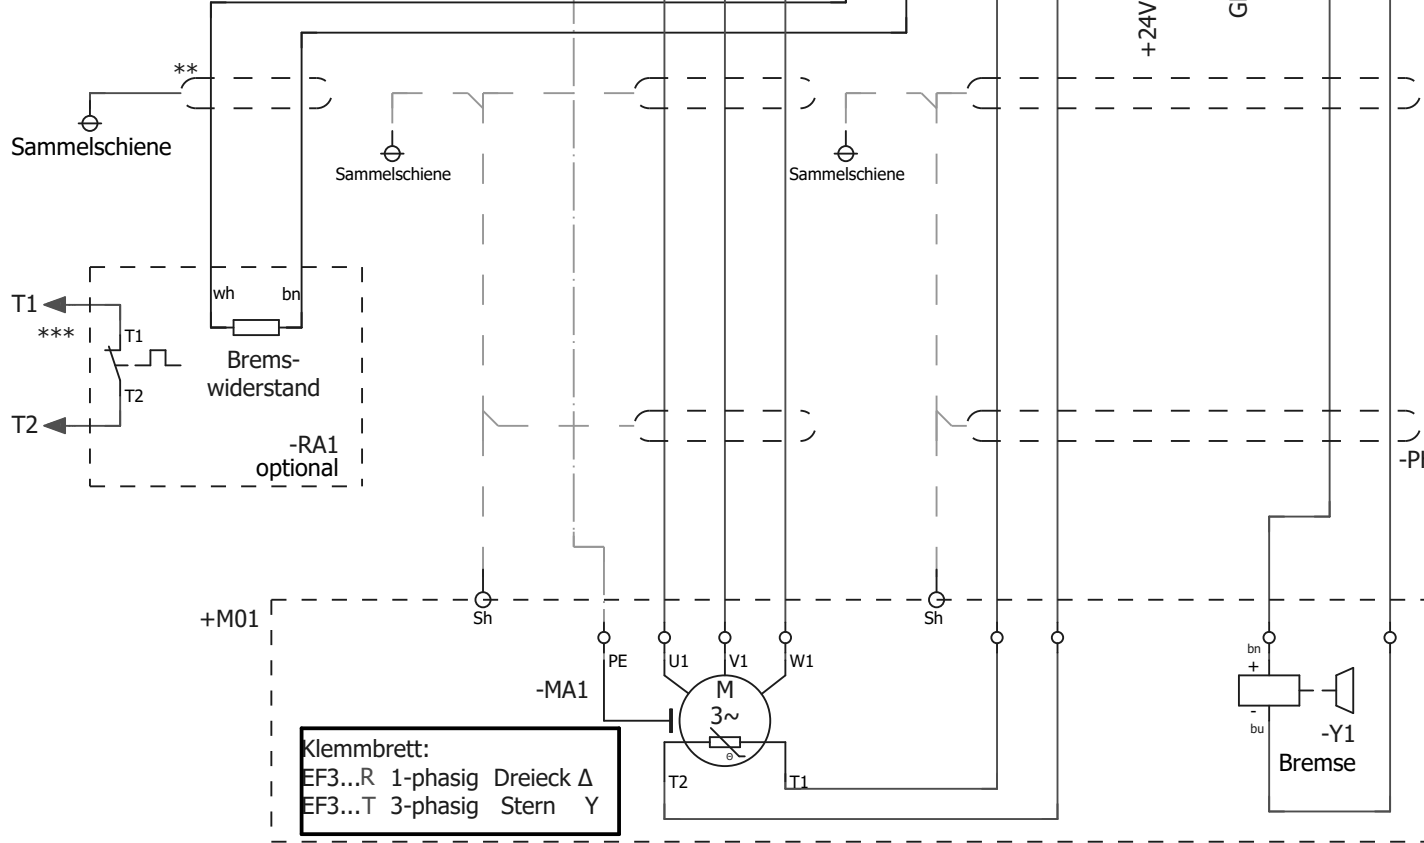 +24V
**
Sammelschiene
Sammelschiene
Sammelschiene
wh
bn
T1
***
T1
Brems-
widerstand
T2
T2
-RA1
optional
+M01
Sh
Sh
PE
U1
V1
W1
bn
+
-MA1
M
3~
-
bu
-Y1
Bremse
Θ
T2
T1
Klemmbrett:
EF3...R 1-phasig Dreieck Δ
EF3...T 3-phasig Stern Y